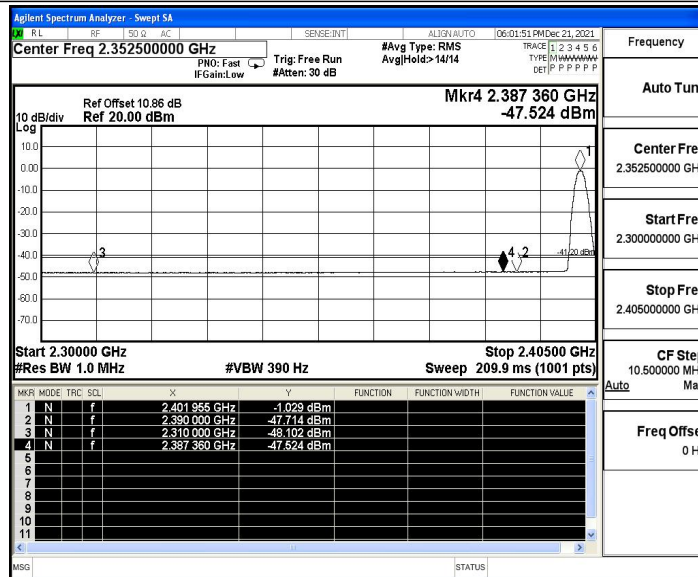 Agilent Spectrum Analyzer - Swept SA
RL RF 50 Ω AC SENSE:INT ALIGN AUTO 06:01:51 PM Dec 21, 2021
Center Freq 2.352500000 GHz
PNO: Fast
IFGain:Low
Trig: Free Run
#Atten: 30 dB
#Avg Type: RMS
Avg|Hold:> 14/14
TRACE 1 2 3 4 5 6
TYPE M
DET P P P P P P
Ref Offset 10.86 dB
Ref 20.00 dBm
10 dB/div
Log
Mkr4 2.387 360 GHz
-47.524 dBm
10.0
0.00
-10.0
-20.0
-30.0
-40.0
-50.0
-60.0
-70.0
1
3
4
2
-41.20 dBm
Start 2.30000 GHz
Stop 2.40500 GHz
#Res BW 1.0 MHz
#VBW 390 Hz
Sweep 209.9 ms (1001 pts)
MKR MODE TRC SCL X Y FUNCTION FUNCTION WIDTH FUNCTION VALUE
1 N f 2.401 955 GHz -1.029 dBm
2 N f 2.390 000 GHz -47.714 dBm
3 N f 2.310 000 GHz -48.102 dBm
4 N f 2.387 360 GHz -47.524 dBm
5
6
7
8
9
10
11
MSG STATUS
Frequency
Auto Tun
Center Fre
2.352500000 GH
Start Fre
2.300000000 GH
Stop Fre
2.405000000 GH
CF Ste
10.500000 MH
Auto Ma
Freq Offse
0 H